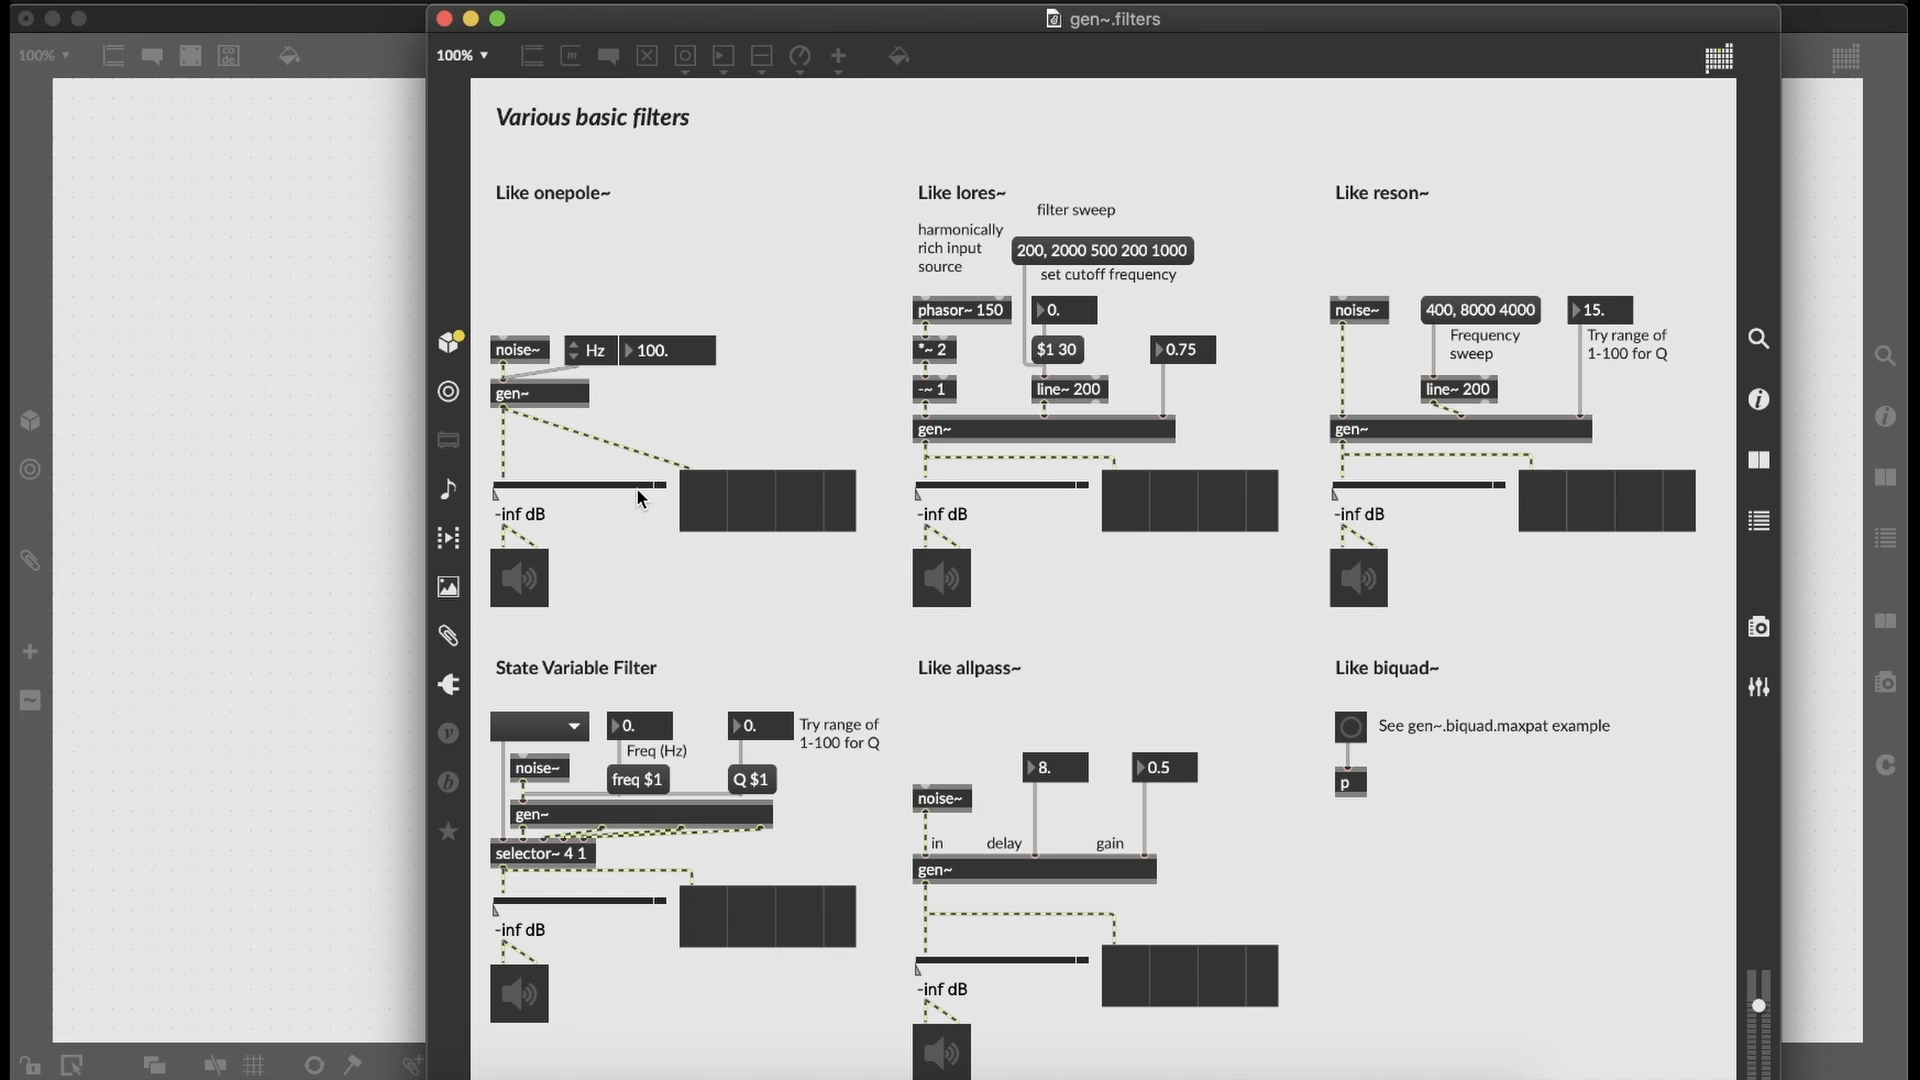 gen~.filters
100%
100%
co
de
m
Various basic filters
Like onepole~
noise~
Hz
100.
gen~
-inf dB
Like lores~
filter sweep
harmonically
rich input
source
200, 2000 500 200 1000
set cutoff frequency
phasor~ 150
0.
*~ 2
$1 30
0.75
-~ 1
line~ 200
gen~
-inf dB
Like reson~
noise~
400, 8000 4000
15.
Frequency
sweep
Try range of
1-100 for Q
line~ 200
gen~
-inf dB
State Variable Filter
0.
0.
Try range of
1-100 for Q
Freq (Hz)
noise~
freq $1
Q $1
gen~
selector~ 4 1
-inf dB
Like allpass~
8.
0.5
noise~
in
delay
gain
gen~
-inf dB
Like biquad~
See gen~.biquad.maxpat example
p